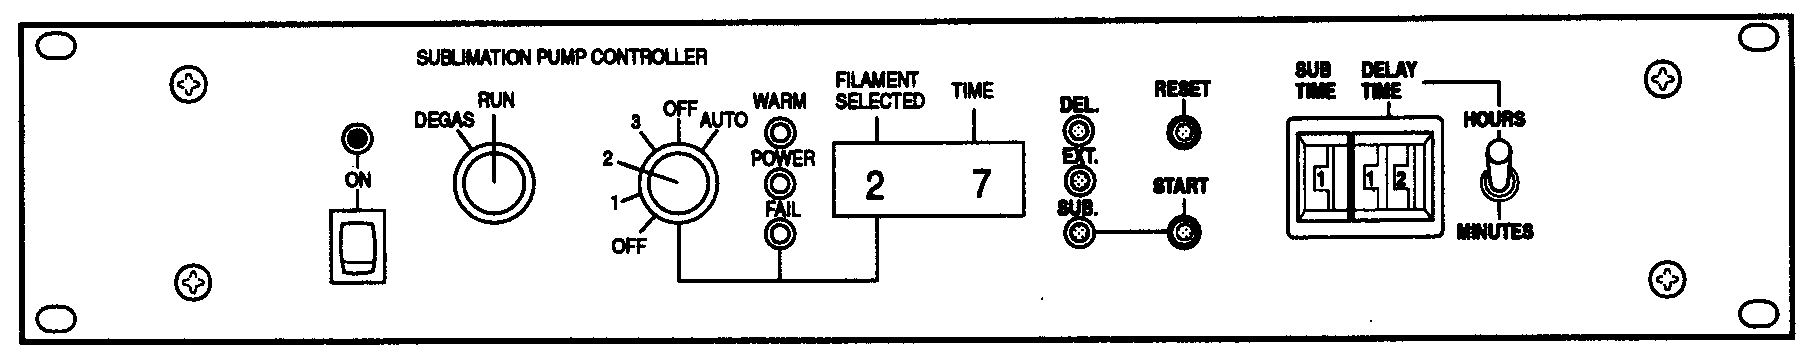 SUBLIMATION PUMP CONTROLLER
ON
DEGAS
RUN
OFF
1
2
3
OFF
AUTO
WARM
POWER
FAIL
FILAMENT
SELECTED
TIME
2
7
DEL.
EXT.
SUB.
RESET
START
SUB
TIME
DELAY
TIME
1
1
2
HOURS
MINUTES